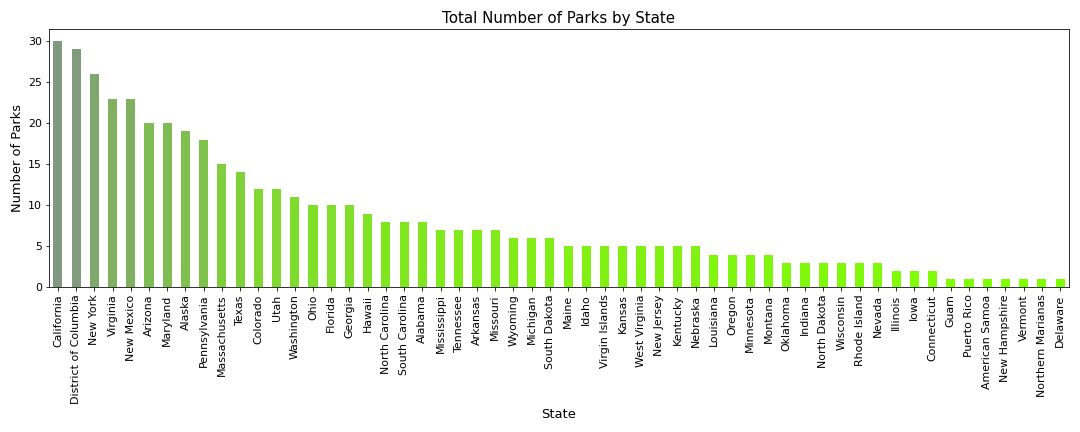 Total Number of Parks by State
Number of Parks
30
25
20
15
10
5
0
California
District of Columbia
New York
Virginia
New Mexico
Arizona
Maryland
Alaska
Pennsylvania
Massachusetts
Texas
Colorado
Utah
Washington
Ohio
Florida
Georgia
Hawaii
North Carolina
South Carolina
Alabama
Mississippi
Tennessee
Arkansas
Missouri
Wyoming
Michigan
South Dakota
Maine
Idaho
Virgin Islands
Kansas
West Virginia
New Jersey
Kentucky
Nebraska
Louisiana
Oregon
Minnesota
Montana
Oklahoma
Indiana
North Dakota
Wisconsin
Rhode Island
Nevada
Illinois
Iowa
Connecticut
Guam
Puerto Rico
American Samoa
New Hampshire
Vermont
Northern Marianas
Delaware
State